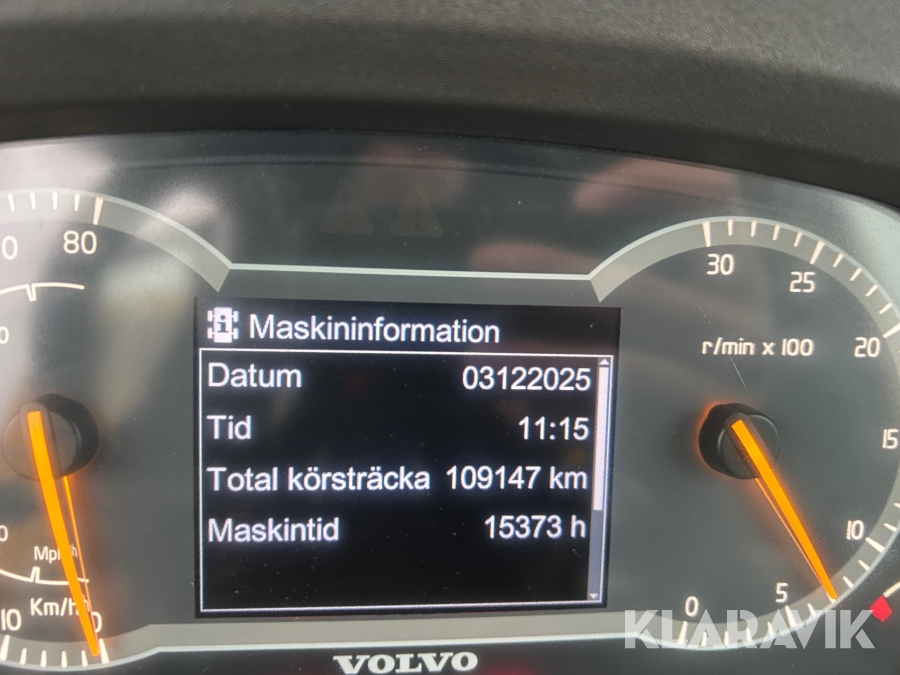 80
30
25
20
15
10
5
0
r/min x 100
Maskininformation
Datum 03122025
Tid 11:15
Total körsträcka 109147 km
Maskintid 15373 h
Km/h
VOLVO
KLARAVIK